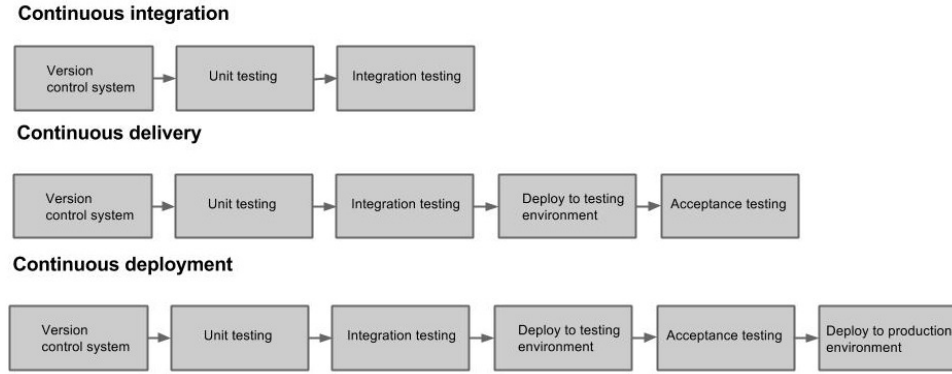 Continuous integration
Version
control system
Unit testing
Integration testing
Continuous delivery
Version
control system
Unit testing
Integration testing
Deploy to testing
environment
Acceptance testing
Continuous deployment
Version
control system
Unit testing
Integration testing
Deploy to testing
environment
Acceptance testing
Deploy to production
environment